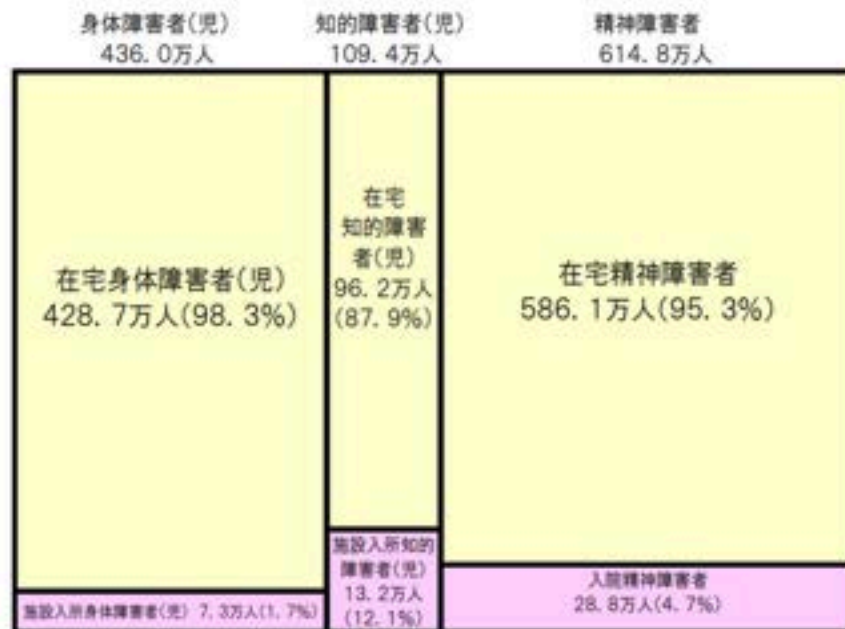 身体障害者(児)
436. 0万人
知的障害者(児)
109. 4万人
精神障害者
614. 8万人
在宅身体障害者(児)
428. 7万人(98. 3%)
在宅
知的障害
者(児)
96. 2万人
(87. 9%)
在宅精神障害者
586. 1万人(95. 3%)
施設入所身体障害者(児) 7. 3万人(1. 7%)
施設入所知的
障害者(児)
13. 2万人
(12. 1%)
入院精神障害者
28. 8万人(4. 7%)